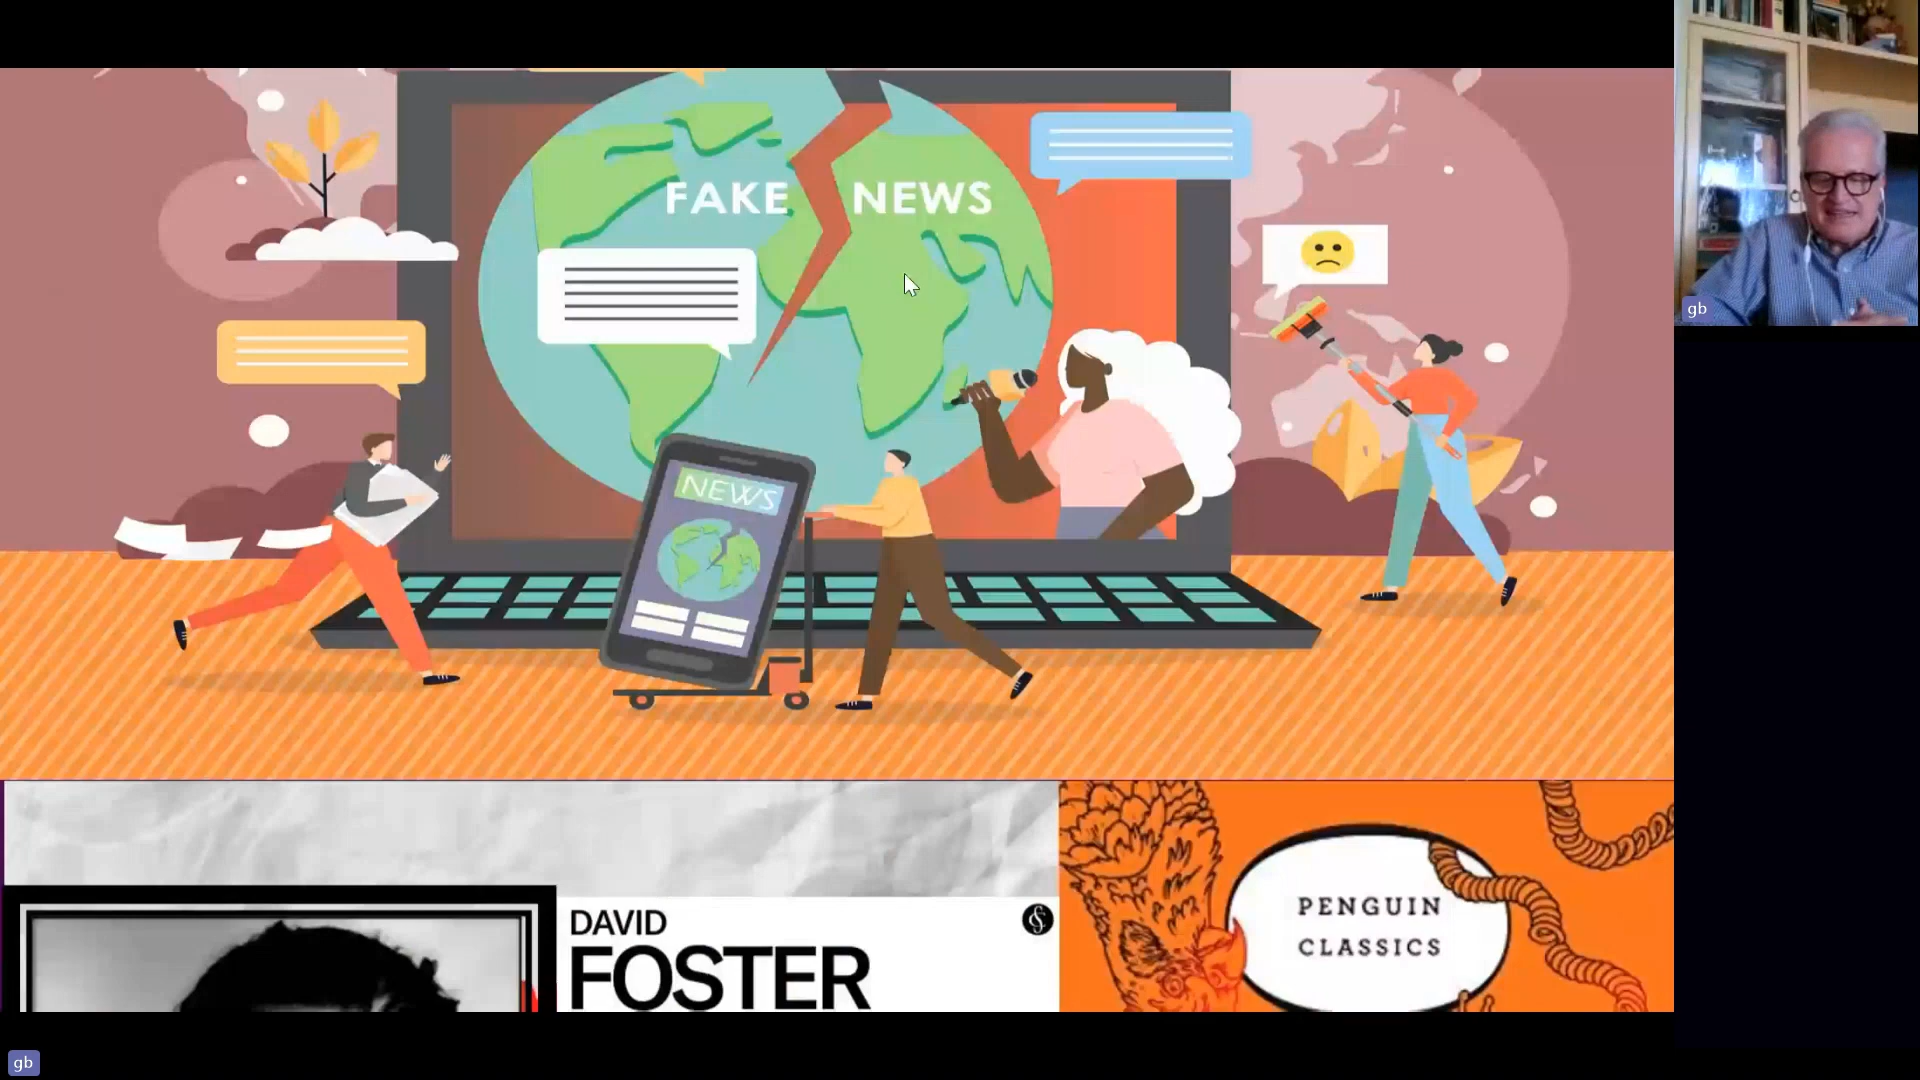 FAKE NEWS
NEWS
DAVID
FOSTER
PENGUIN
CLASSICS
gb
gb